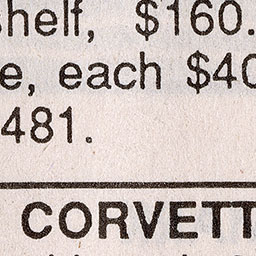 shelf, $160.
e, each $40
481.
CORVETT